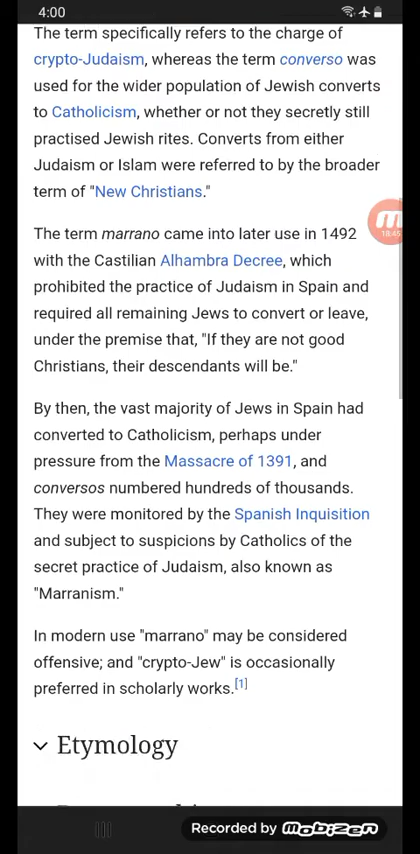 4:00
The term specifically refers to the charge of
crypto-Judaism, whereas the term converso was
used for the wider population of Jewish converts
to Catholicism, whether or not they secretly still
practised Jewish rites. Converts from either
Judaism or Islam were referred to by the broader
term of "New Christians."
The term marrano came into later use in 1492
with the Castilian Alhambra Decree, which
prohibited the practice of Judaism in Spain and
required all remaining Jews to convert or leave,
under the premise that, "If they are not good
Christians, their descendants will be."
18:45
By then, the vast majority of Jews in Spain had
converted to Catholicism, perhaps under
pressure from the Massacre of 1391, and
conversos numbered hundreds of thousands.
They were monitored by the Spanish Inquisition
and subject to suspicions by Catholics of the
secret practice of Judaism, also known as
"Marranism."
In modern use "marrano" may be considered
offensive; and "crypto-Jew" is occasionally
preferred in scholarly works.[1]
Etymology
Recorded by mobizen